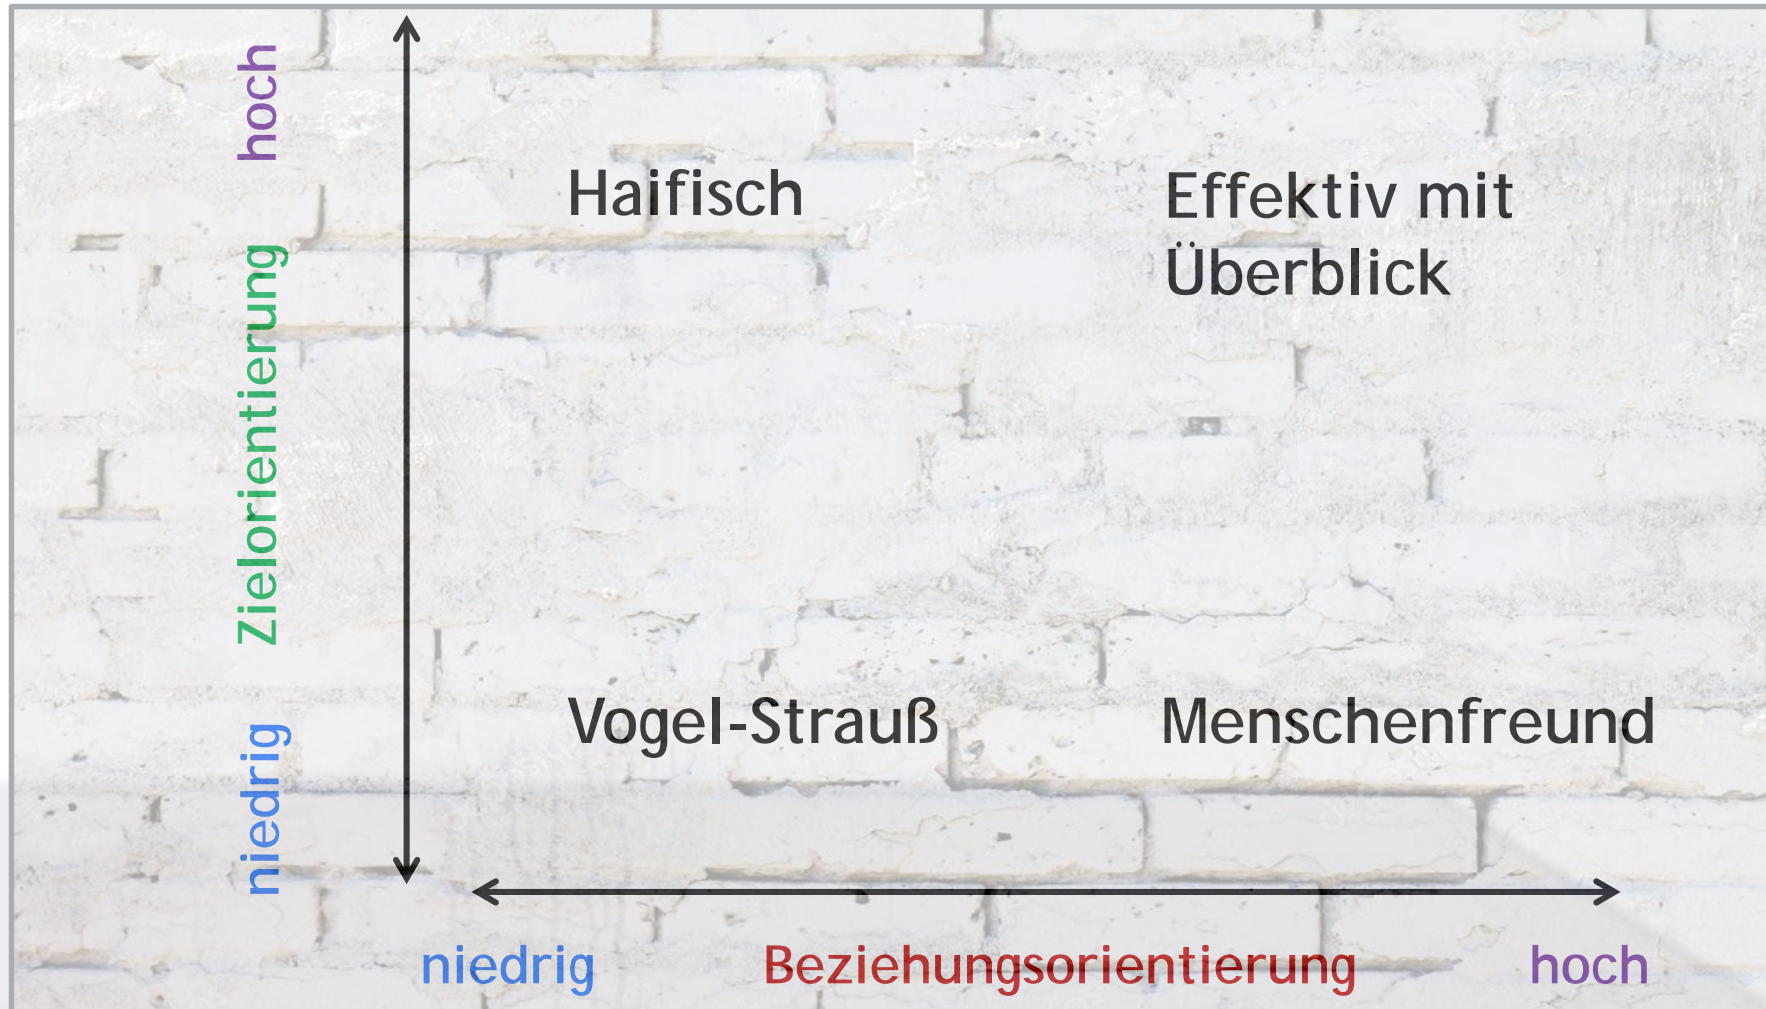 hoch
Haifisch
Effektiv mit
Überblick
Zielorientierung
Vogel-Strauß
Menschenfreund
niedrig
niedrig
Beziehungsorientierung
hoch